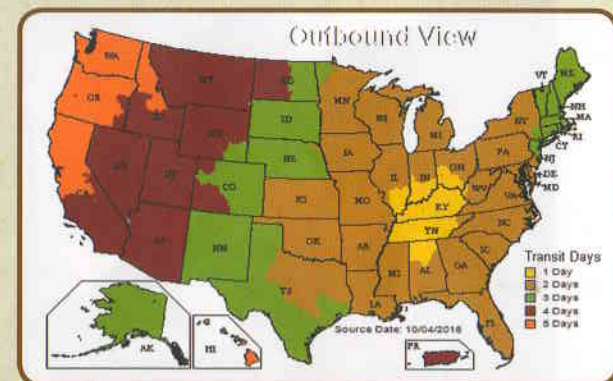 Outbound View
WA
MT
ND
OR
ID
MN
VT
ME
NH
MA
RI
CT
NJ
DE
MD
SD
WY
WI
MI
NY
IA
NE
PA
NV
UT
CO
IL
IN
OH
WV
VA
CA
KS
MO
KY
NC
TN
AZ
NM
OK
AR
SC
MS
AL
GA
TX
LA
FL
Transit Days
1 Day
2 Days
3 Days
4 Days
5 Days
Source Date: 10/04/2016
AK
HI
PR